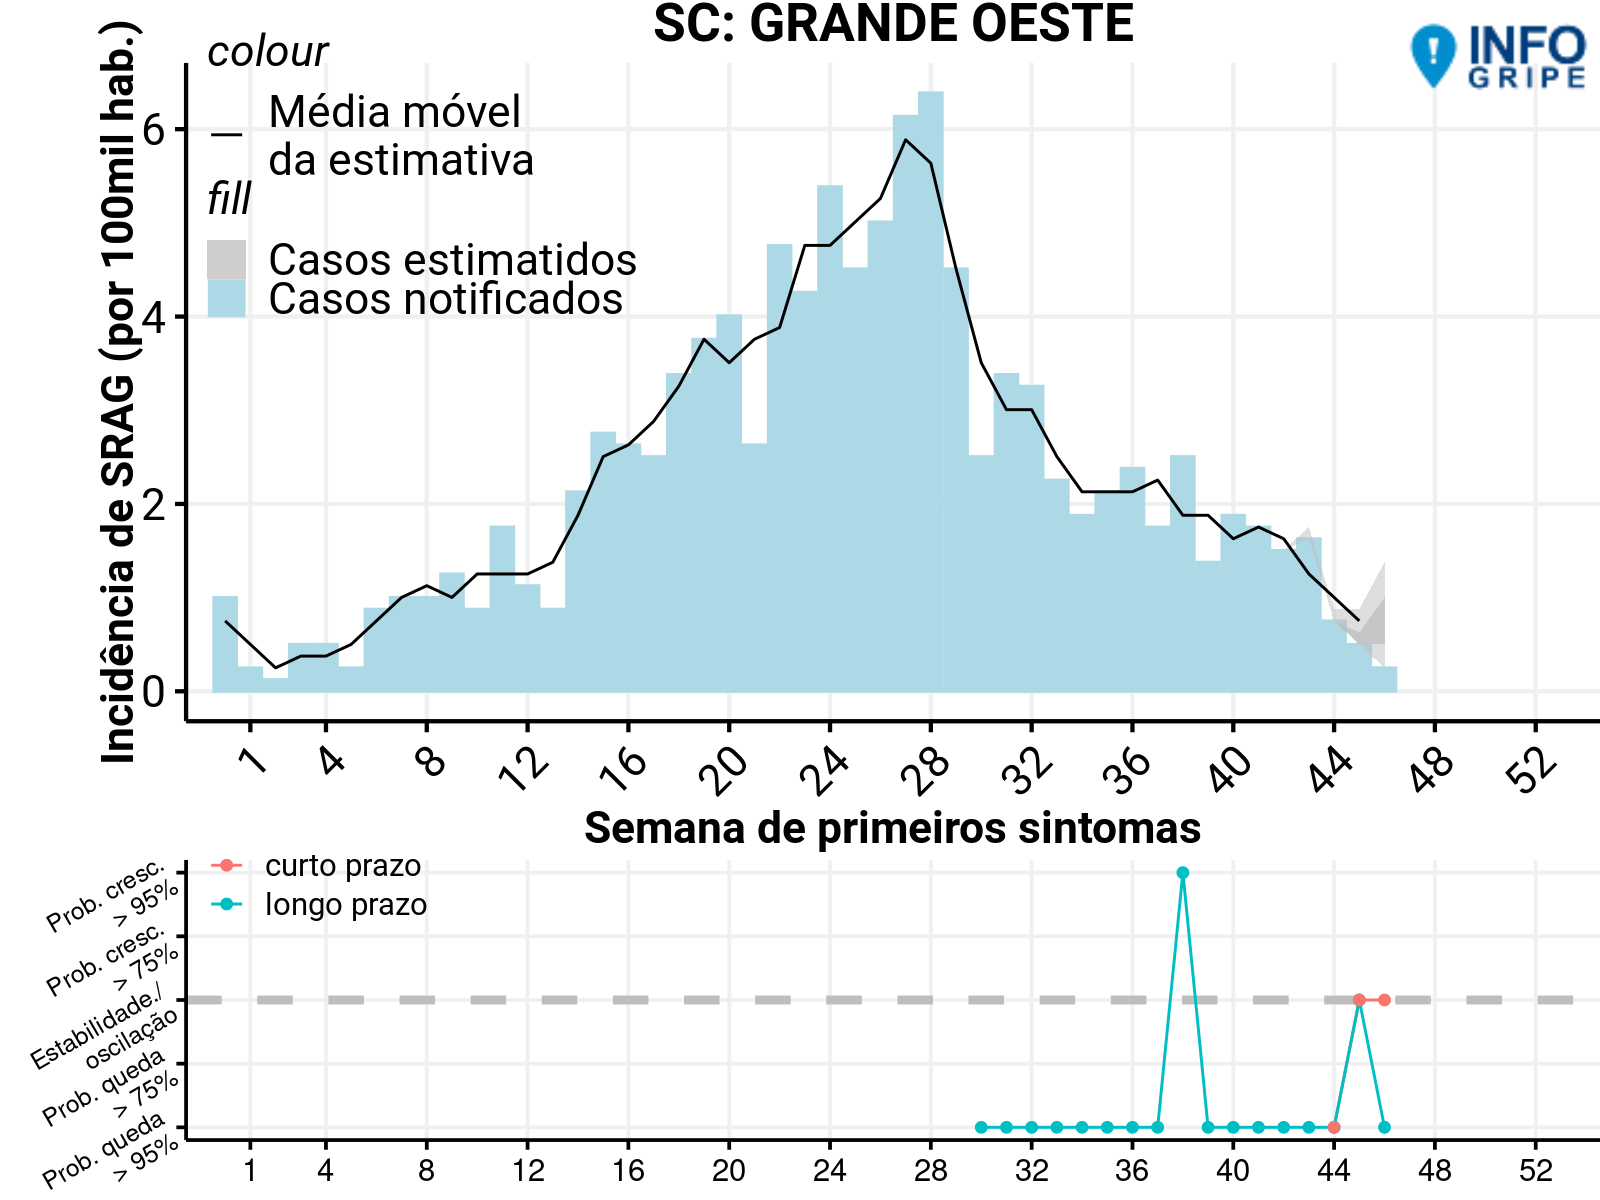 SC: GRANDE OESTE
INFO
GRIPE
colour
Média móvel
da estimativa
fill
Casos estimatidos
Casos notificados
Incidência de SRAG (por 100mil hab.)
6
4
2
0
1 4 8 12 16 20 24 28 32 36 40 44 48 52
Semana de primeiros sintomas
curto prazo
longo prazo
Prob. cresc.
> 95%
Prob. cresc.
> 75%
Estabilidade./
oscilação
Prob. queda
> 75%
Prob. queda
> 95%
1 4 8 12 16 20 24 28 32 36 40 44 48 52